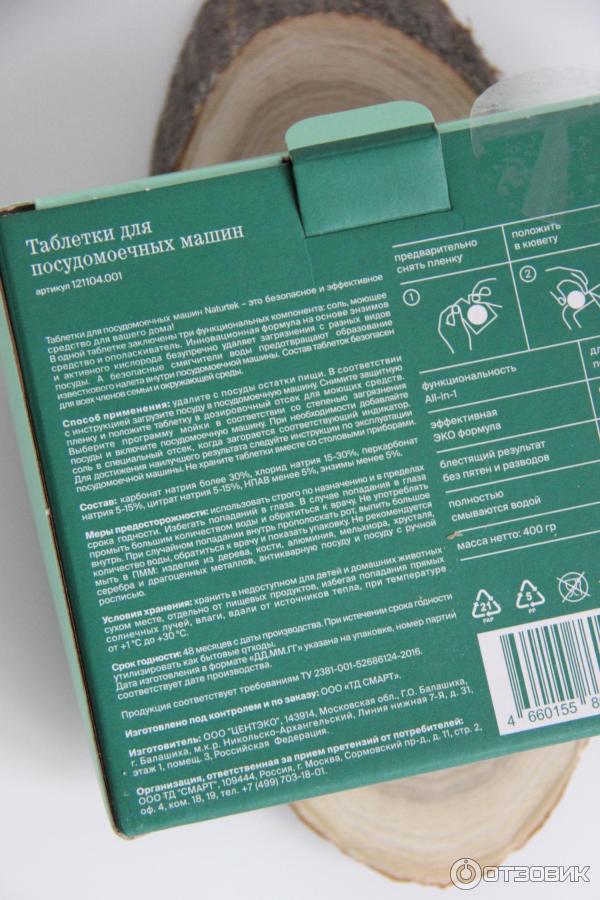 Таблетки для
посудомоечных машин
артикул 121104.001
Таблетки для посудомоечных машин Naturtek – это безопасное и эффективное
средство для вашего дома!
В одной таблетке заключены три функциональных компонента: соль, моющее
средство и ополаскиватель. Инновационная формула на основе энзимов
и активного кислорода безупречно удаляет загрязнения с разных видов
посуды. А безопасные смягчители воды предотвращают образование
известкового налета внутри посудомоечной машины. Состав таблеток безопасен
для всех членов семьи и окружающей среды.
Способ применения: удалите с посуды остатки пищи. В соответствии
с инструкцией загрузите посуду в посудомоечную машину. Снимите защитную
пленку и положите таблетку в дозировочный отсек для моющих средств.
Выберите программу мойки в соответствии со степенью загрязнения
посуды и включите посудомоечную машину. При необходимости добавляйте
соль в специальный отсек, когда загорается соответствующий индикатор.
Для достижения наилучшего результата следуйте инструкции по эксплуатации
посудомоечной машины. Не храните таблетки вместе со столовыми приборами.
Состав: карбонат натрия более 30%, хлорид натрия 15-30%, перкарбонат
натрия 5-15%, цитрат натрия 5-15%, НПАВ менее 5%, энзимы менее 5%.
Меры предосторожности: использовать строго по назначению и в пределах
срока годности. Избегать попадания в глаза. В случае попадания в глаза
промыть большим количеством воды и обратиться к врачу. Не употреблять
внутрь. При случайном попадании внутрь прополоскать рот, выпить большое
количество воды, обратиться к врачу и показать упаковку. Не рекомендуется
мыть в ПММ: изделия из дерева, кости, алюминия, мельхиора, хрусталя,
серебра и драгоценных металлов, антикварную посуду и посуду с ручной
росписью.
Условия хранения: хранить в недоступном для детей и домашних животных
сухом месте, отдельно от пищевых продуктов, избегая попадания прямых
солнечных лучей, влаги, вдали от источников тепла, при температуре
от +1°C до +30°C.
Срок годности: 48 месяцев с даты производства. При истечении срока годности
утилизировать как бытовые отходы.
Дата изготовления в формате «ДД.ММ.ГГ» указана на упаковке, номер партий
соответствует дате производства.
Продукция соответствует требованиям ТУ 2381-001-52686124-2016.
Изготовлено под контролем и по заказу: ООО «ТД СМАРТ».
Изготовитель: ООО "ЦЕНТЭКО", 143914, Московская обл., Г.О. Балашиха,
г. Балашиха, м.к.р. Никольско-Архангельский, Линия нижняя 7-Я, д. 31,
этаж 1, помещ. 3, Российская Федерация.
Организация, ответственная за прием претензий от потребителей:
ООО ТД "СМАРТ", 109444, Россия, г. Москва, Сормовский пр-д., д. 11, стр. 2,
оф. 4, ком. 18, 19, тел. +7 (499) 703-18-01.
предварительно
снять пленку
положить
в кювету
1
2
функциональность
All-in-1
эффективная
ЭКО формула
блестящий результат
без пятен и разводов
полностью
смываются водой
масса нетто: 400 гр
21
PAP
5
PP
4 660155 8
ОТЗОВИК